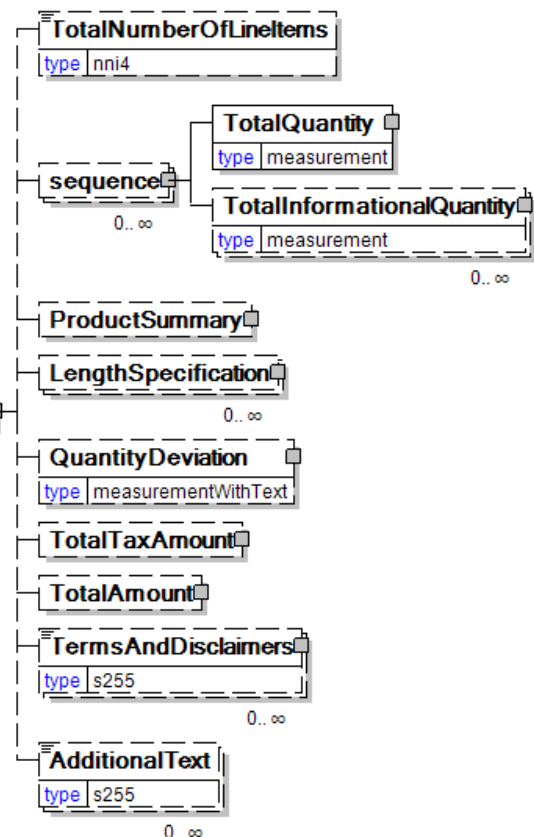 TotalNumberOfLineItems
type nni4
TotalQuantity
type measurement
sequence
0.. ∞
TotalInformationalQuantity
type measurement
0.. ∞
ProductSummary
LengthSpecification
0.. ∞
QuantityDeviation
type measurementWithText
TotalTaxAmount
TotalAmount
TermsAndDisclaimers
type s255
0.. ∞
AdditionalText
type s255
0.. ∞